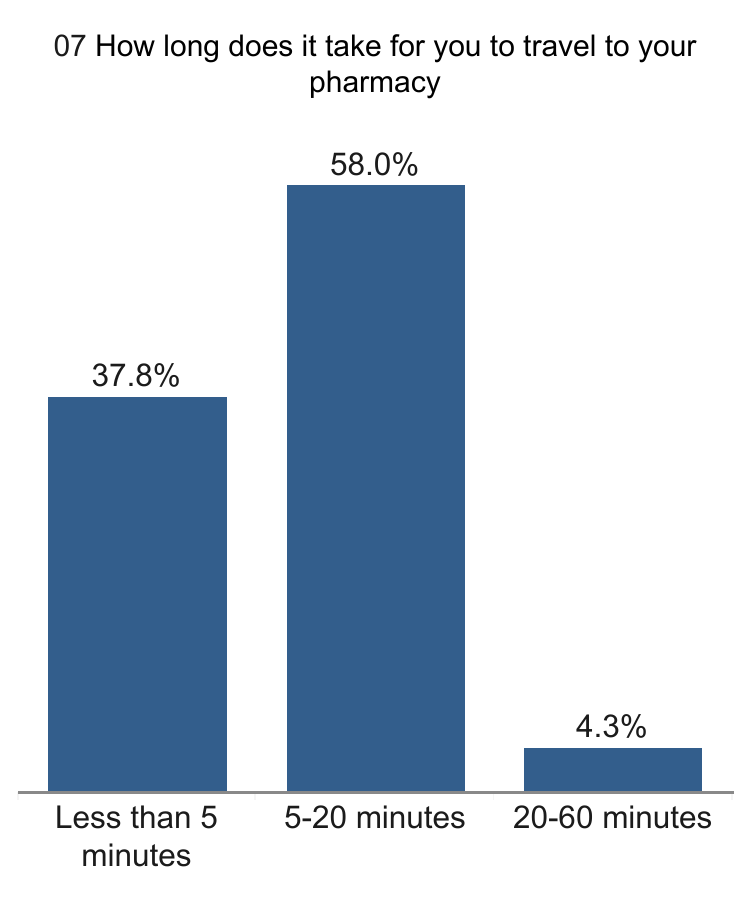 07 How long does it take for you to travel to your
pharmacy
58.0%
37.8%
4.3%
Less than 5
minutes
5-20 minutes
20-60 minutes